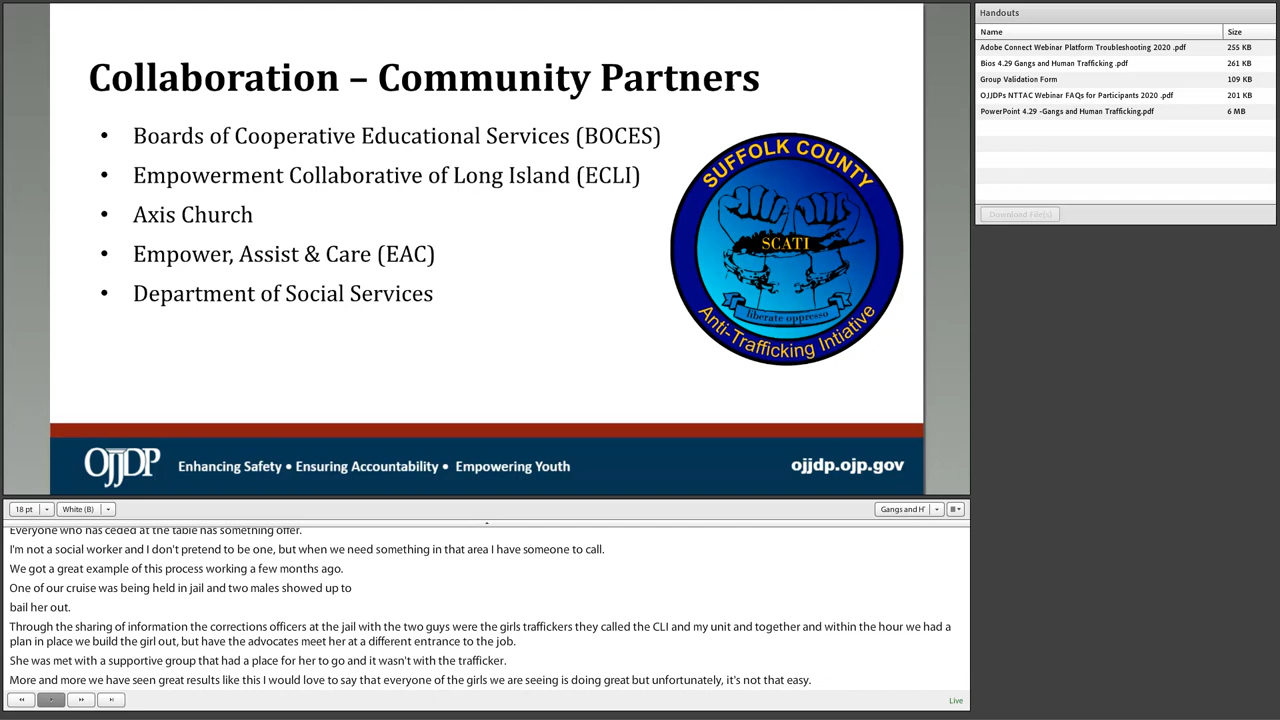 Collaboration – Community Partners
• Boards of Cooperative Educational Services (BOCES)
• Empowerment Collaborative of Long Island (ECLI)
• Axis Church
• Empower, Assist & Care (EAC)
• Department of Social Services
SUFFOLK COUNTY
SCATI
liberate oppresso
Anti-Trafficking Intiative
OJJDP
Enhancing Safety • Ensuring Accountability • Empowering Youth
ojjdp.ojp.gov
Handouts
Name Size
Adobe Connect Webinar Platform Troubleshooting 2020 .pdf 255 KB
Bios 4.29 Gangs and Human Trafficking .pdf 261 KB
Group Validation Form 109 KB
OJJDPs NTTAC Webinar FAQs for Participants 2020 .pdf 201 KB
PowerPoint 4.29 -Gangs and Human Trafficking.pdf 6 MB
Download File(s)
18 pt White (B) Gangs and H'
Everyone who has ceded at the table has something offer.
I'm not a social worker and I don't pretend to be one, but when we need something in that area I have someone to call.
We got a great example of this process working a few months ago.
One of our cruise was being held in jail and two males showed up to
bail her out.
Through the sharing of information the corrections officers at the jail with the two guys were the girls traffickers they called the CLI and my unit and together and within the hour we had a
plan in place we build the girl out, but have the advocates meet her at a different entrance to the job.
She was met with a supportive group that had a place for her to go and it wasn't with the trafficker.
More and more we have seen great results like this I would love to say that everyone of the girls we are seeing is doing great but unfortunately, it's not that easy.
Live